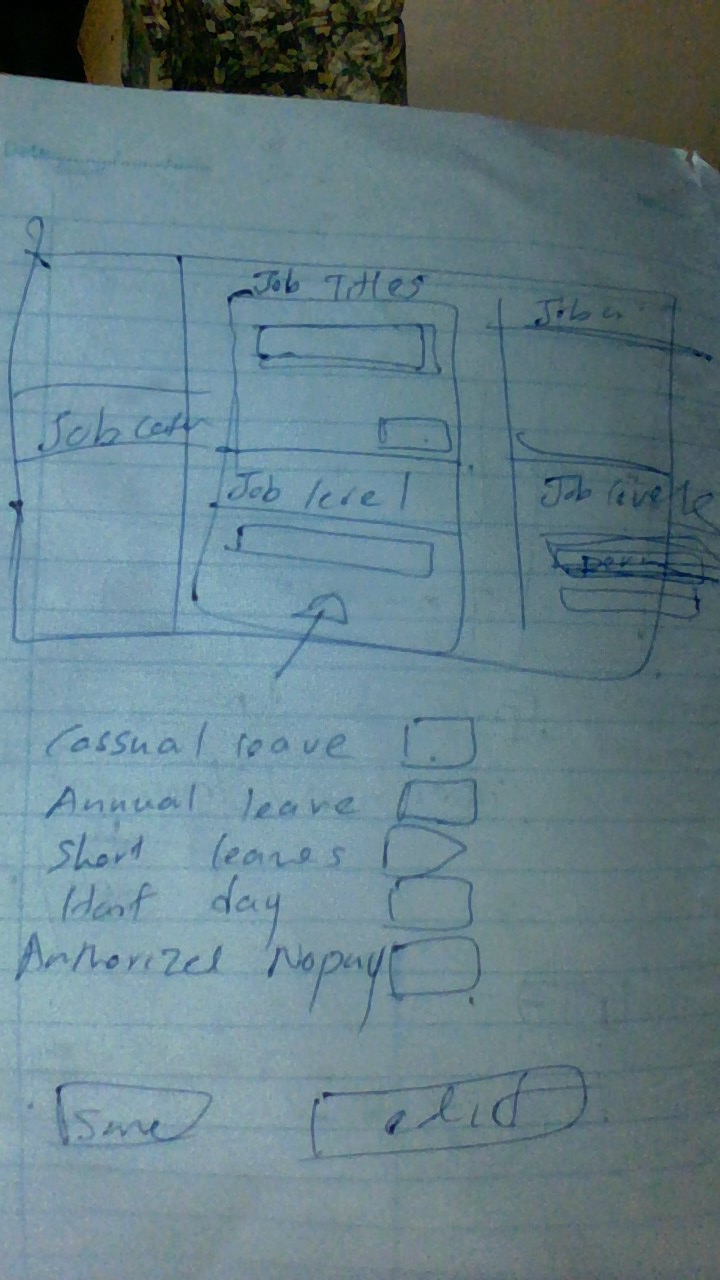 Job Titles
Job
Job
Job level
Job leve
Cassual leave
Annual leave
Short leaves
Half day
Authorized Nopay
Save
edit